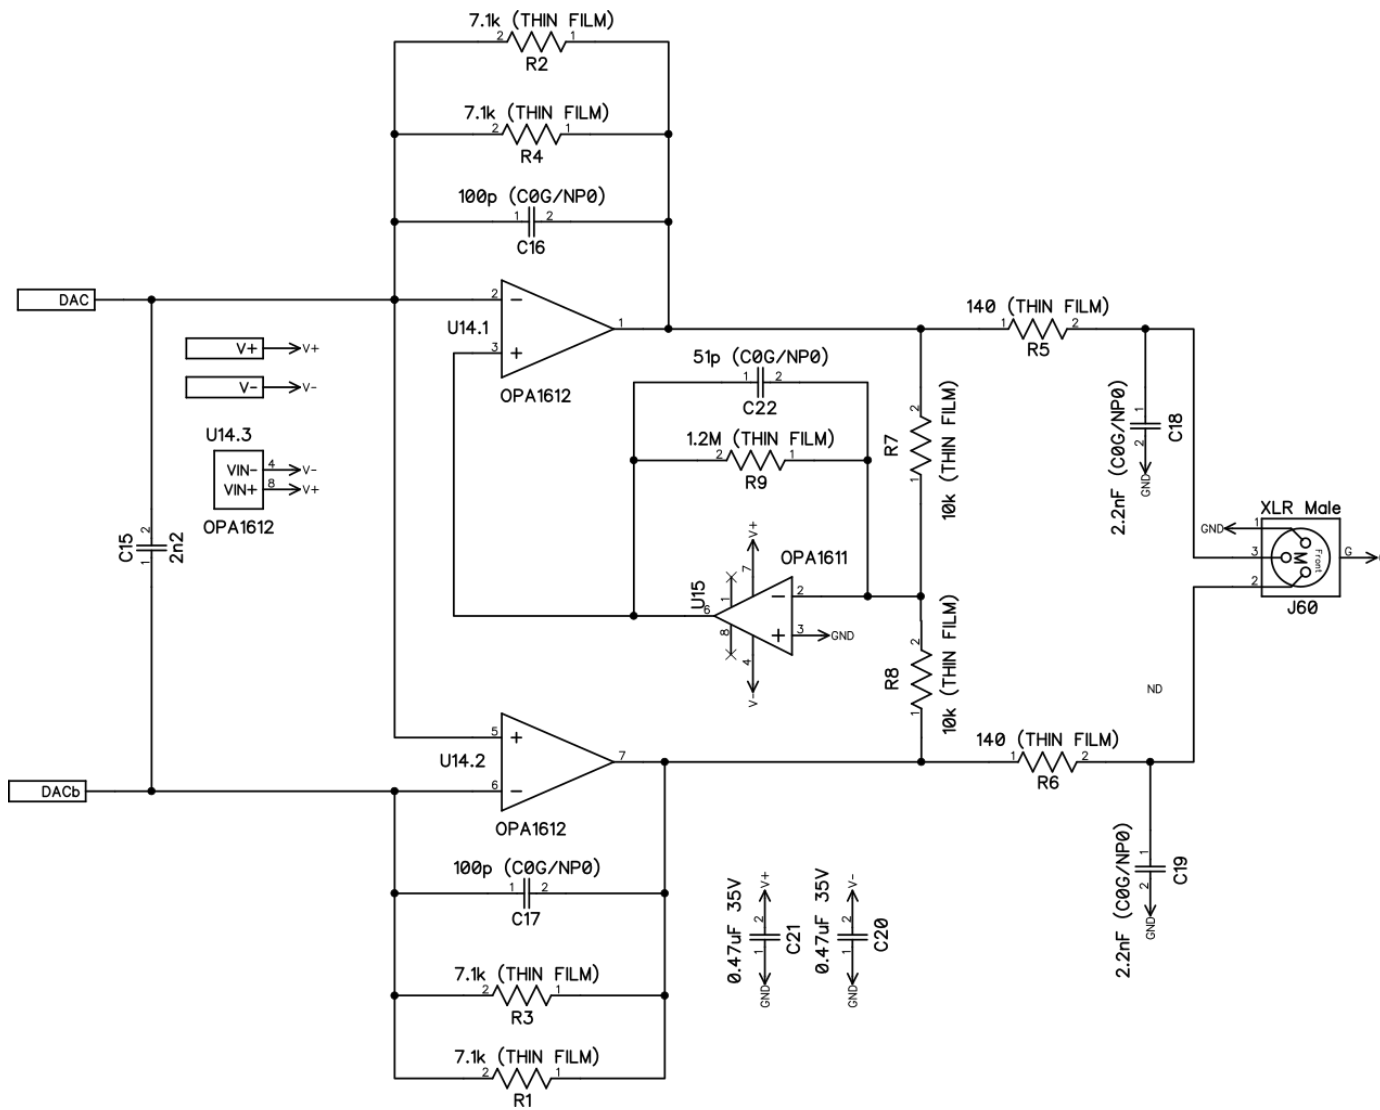 7.1k (THIN FILM)
2 1
R2
7.1k (THIN FILM)
2 1
R4
100p (C0G/NP0)
1 2
C16
DAC
2
U14.1
1
3
OPA1612
V+ V+
V- V-
U14.3
VIN- 4 V-
VIN+ 8 V+
OPA1612
51p (C0G/NP0)
1 2
C22
1.2M (THIN FILM)
2 1
R9
140 (THIN FILM)
1 2
R5
2
R7
1
10k (THIN FILM)
1
C18
2
2.2nF (C0G/NP0)
GND
XLR Male
GND 1
3
2
M
Front
G
J60
2
C15
2n2
1
V+
7
OPA1611
U15
1
6
8
2
3 GND
4
V-
2
R8
1
10k (THIN FILM)
ND
5
U14.2
7
6
OPA1612
DACb
140 (THIN FILM)
1 2
R6
1
C19
2
2.2nF (C0G/NP0)
GND
100p (C0G/NP0)
1 2
C17
7.1k (THIN FILM)
2 1
R3
7.1k (THIN FILM)
2 1
R1
V+
2
0.47uF 35V
C21
1
GND
V-
2
0.47uF 35V
C20
1
GND